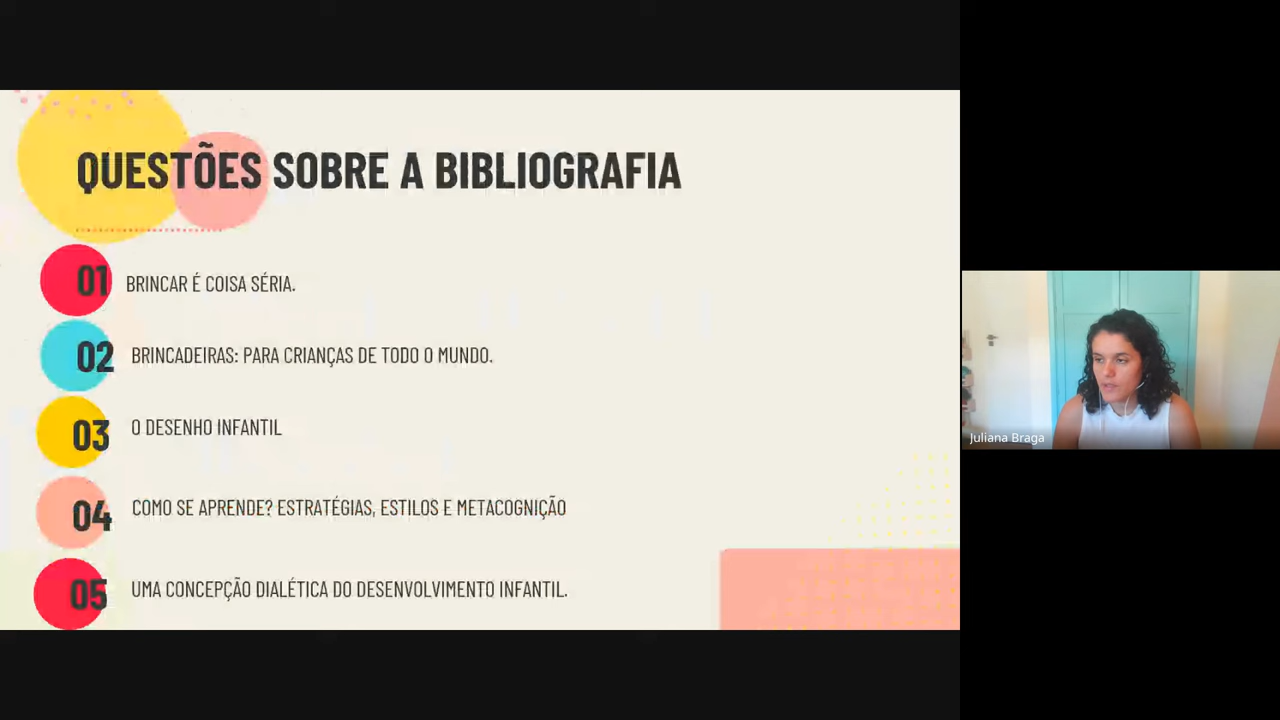 QUESTÕES SOBRE A BIBLIOGRAFIA
01 BRINCAR É COISA SÉRIA.
02 BRINCADEIRAS: PARA CRIANÇAS DE TODO O MUNDO.
03 O DESENHO INFANTIL
04 COMO SE APRENDE? ESTRATÉGIAS, ESTILOS E METACOGNIÇÃO
05 UMA CONCEPÇÃO DIALÉTICA DO DESENVOLVIMENTO INFANTIL.
Juliana Braga